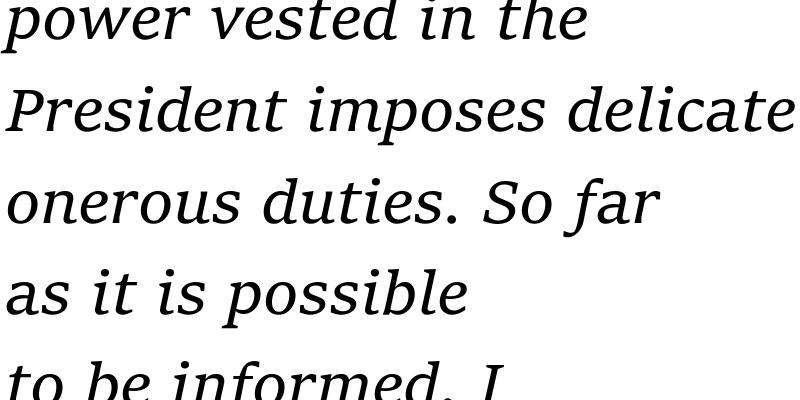 power vested in the
President imposes delicate
onerous duties. So far
as it is possible
to be informed, I